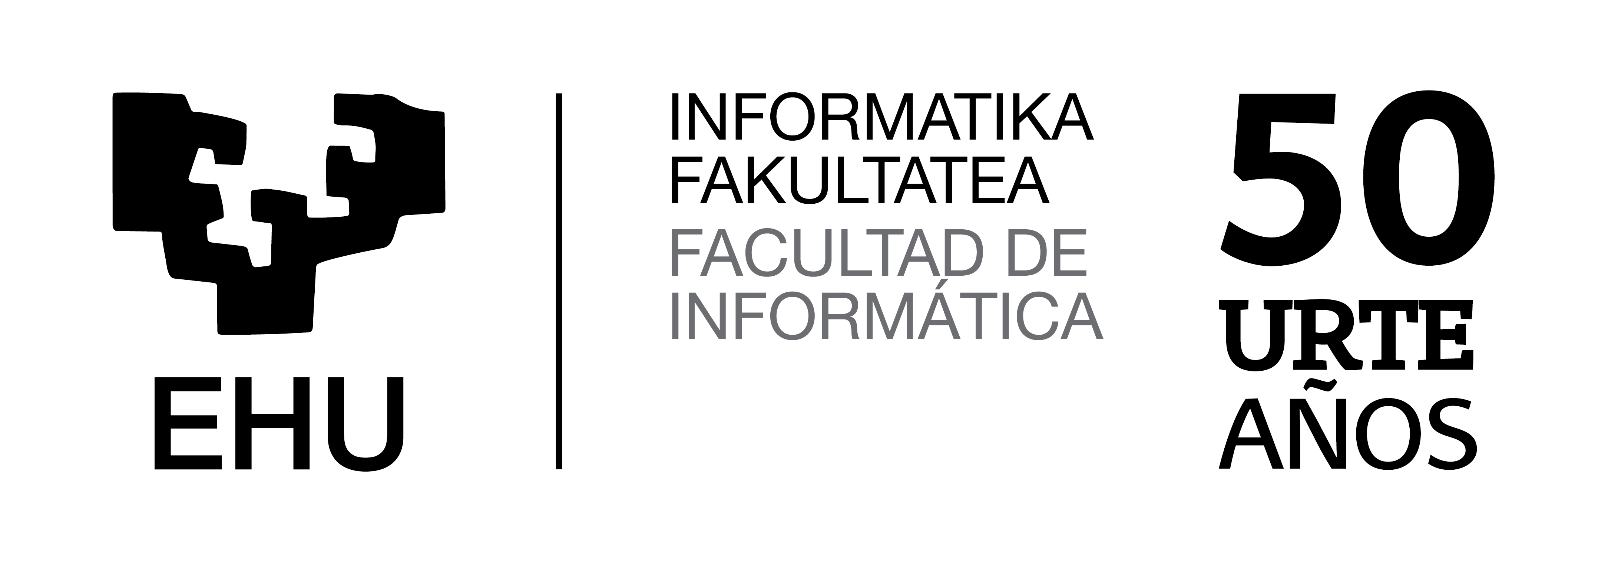 EHU
INFORMATIKA
FAKULTATEA
FACULTAD DE
INFORMÁTICA
50
URTE
AÑOS